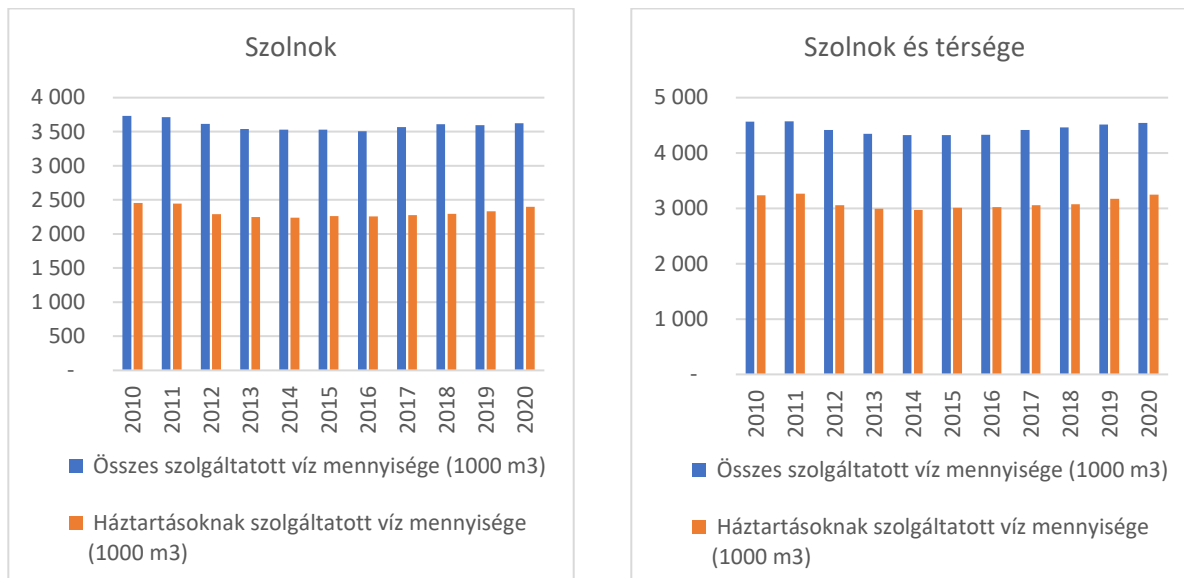 Szolnok
4 000
3 500
3 000
2 500
2 000
1 500
1 000
500
-
2010 2011 2012 2013 2014 2015 2016 2017 2018 2019 2020
Összes szolgáltatott víz mennyisége (1000 m3)
Háztartásoknak szolgáltatott víz mennyisége
(1000 m3)
Szolnok és térsége
5 000
4 000
3 000
2 000
1 000
-
2010 2011 2012 2013 2014 2015 2016 2017 2018 2019 2020
Összes szolgáltatott víz mennyisége (1000 m3)
Háztartásoknak szolgáltatott víz mennyisége
(1000 m3)